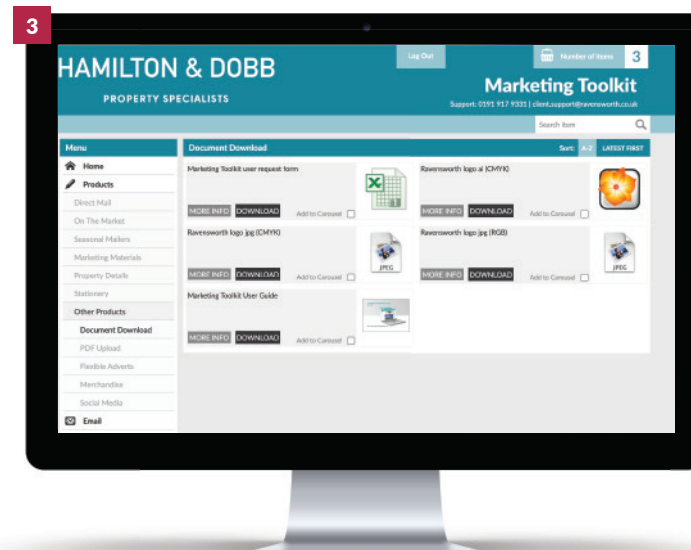 3
Log Out
Number of Items 3
HAMILTON & DOBB
PROPERTY SPECIALISTS
Marketing Toolkit
Support: 0191 917 9331 | client.support@ravensworth.co.uk
Search item
Menu
Home
Products
Direct Mail
On The Market
Seasonal Mailers
Marketing Materials
Property Details
Stationery
Other Products
Document Download
PDF Upload
Flexible Adverts
Merchandise
Social Media
Email
Document Download
Sort: A-Z LATEST FIRST
Marketing Toolkit user request form
MORE INFO DOWNLOAD Add to Carousel
Ravensworth logo ai (CMYK)
MORE INFO DOWNLOAD Add to Carousel
Ravensworth logo jpg (CMYK)
JPEG
MORE INFO DOWNLOAD Add to Carousel
Ravensworth logo jpg (RGB)
JPEG
MORE INFO DOWNLOAD Add to Carousel
Marketing Toolkit User Guide
MORE INFO DOWNLOAD Add to Carousel